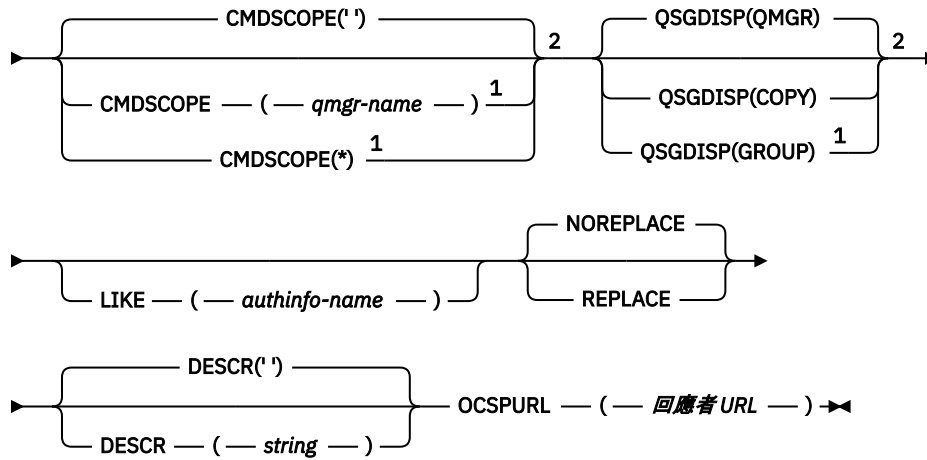 CMDSCOPE(' ')
2
CMDSCOPE ( qmgr-name ) 1
CMDSCOPE(*) 1
QSGDISP(QMGR)
2
QSGDISP(COPY)
QSGDISP(GROUP) 1
LIKE ( authinfo-name )
NOREPLACE
REPLACE
DESCR(' ')
DESCR ( string )
OCSPURL ( 回應者 URL )